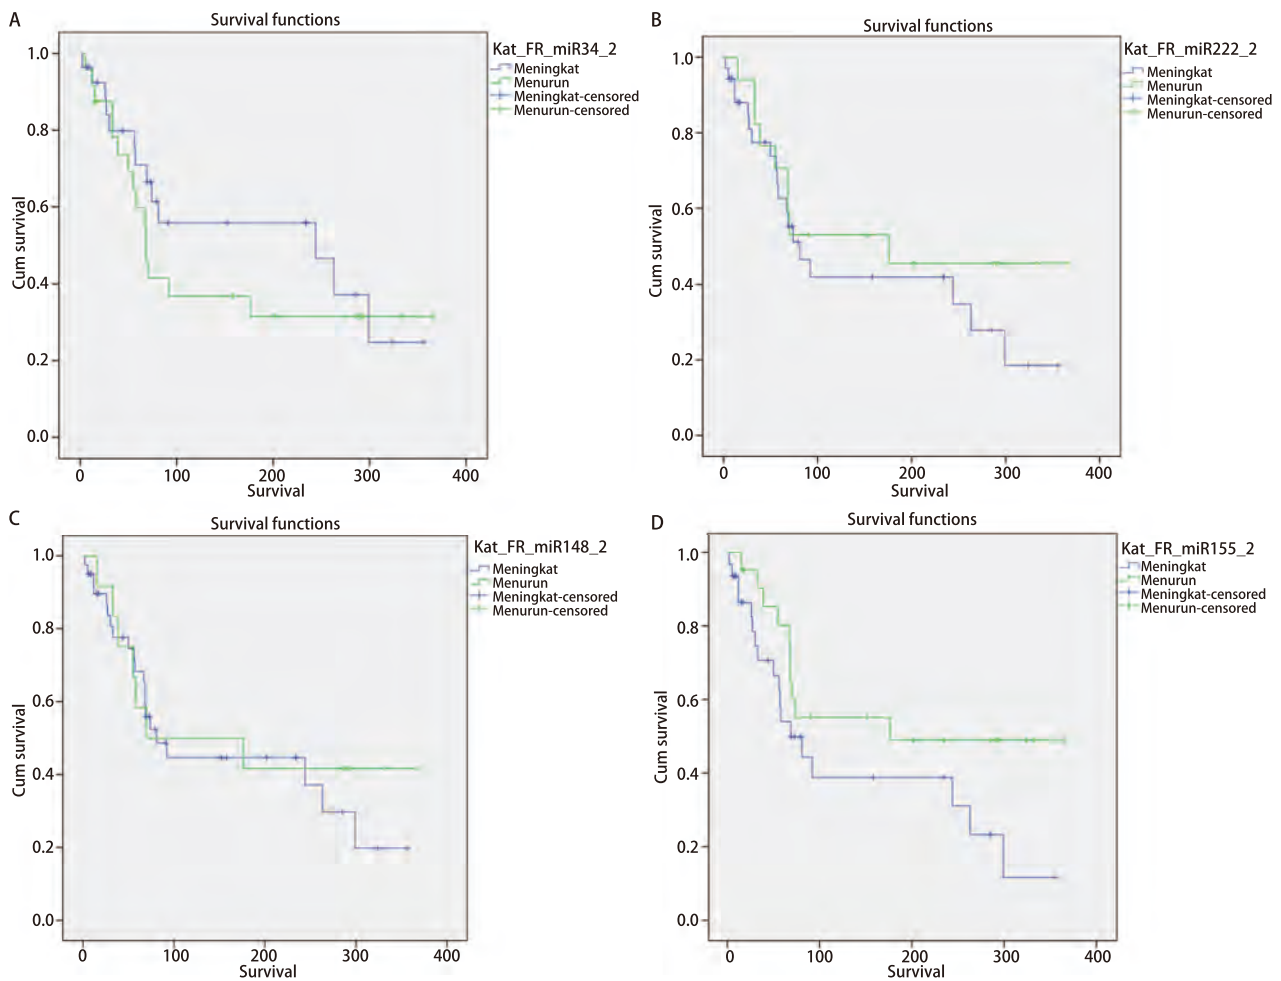 A
Survival functions
Kat_FR_miR34_2
Meningkat
Menurun
Meningkat-censored
Menurun-censored
Cum survival
1.0
0.8
0.6
0.4
0.2
0.0
0 100 200 300 400
Survival
B
Survival functions
Kat_FR_miR222_2
Meningkat
Menurun
Meningkat-censored
Menurun-censored
Cum survival
1.0
0.8
0.6
0.4
0.2
0.0
0 100 200 300 400
Survival
C
Survival functions
Kat_FR_miR148_2
Meningkat
Menurun
Meningkat-censored
Menurun-censored
Cum survival
1.0
0.8
0.6
0.4
0.2
0.0
0 100 200 300 400
Survival
D
Survival functions
Kat_FR_miR155_2
Meningkat
Menurun
Meningkat-censored
Menurun-censored
Cum survival
1.0
0.8
0.6
0.4
0.2
0.0
0 100 200 300 400
Survival